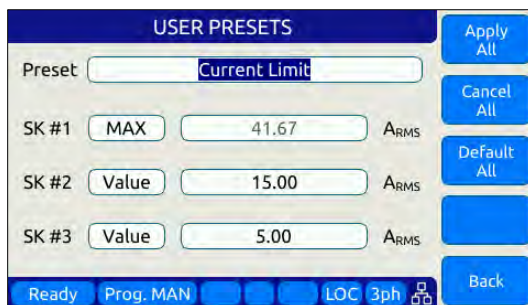 USER PRESETS
Preset Current Limit
SK #1 MAX 41.67 ARMS
SK #2 Value 15.00 ARMS
SK #3 Value 5.00 ARMS
Ready Prog. MAN LOC 3ph
Apply
All
Cancel
All
Default
All
Back